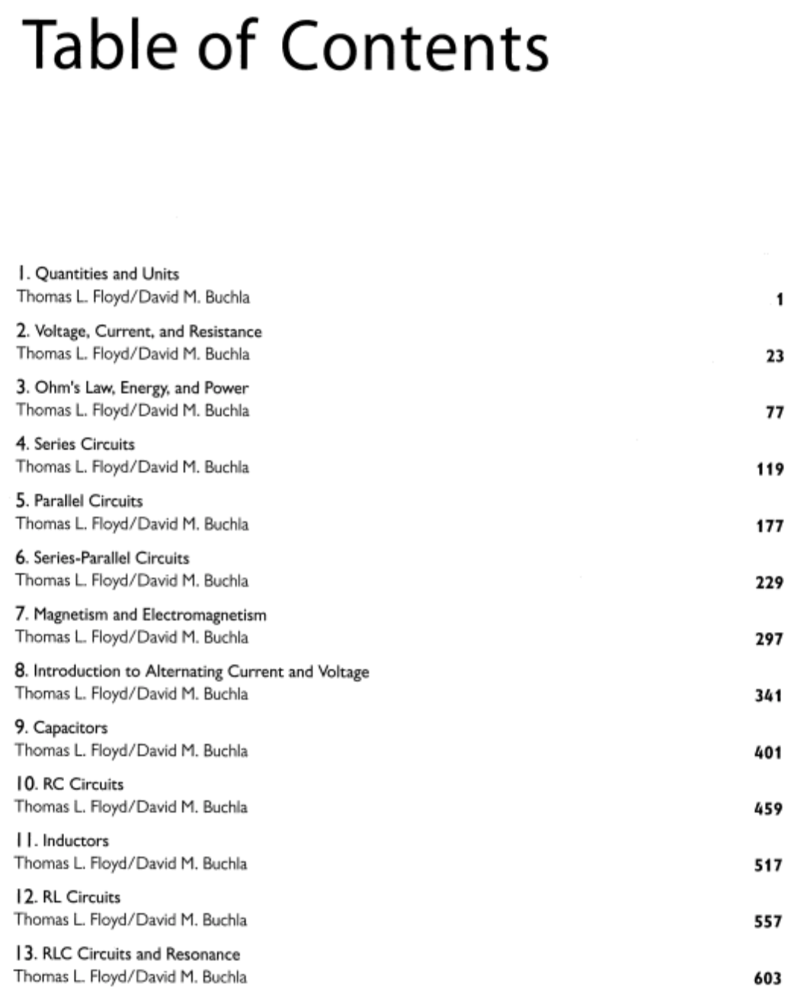 Table of Contents
1. Quantities and Units
Thomas L. Floyd/David M. Buchla 1
2. Voltage, Current, and Resistance
Thomas L. Floyd/David M. Buchla 23
3. Ohm's Law, Energy, and Power
Thomas L. Floyd/David M. Buchla 77
4. Series Circuits
Thomas L. Floyd/David M. Buchla 119
5. Parallel Circuits
Thomas L. Floyd/David M. Buchla 177
6. Series-Parallel Circuits
Thomas L. Floyd/David M. Buchla 229
7. Magnetism and Electromagnetism
Thomas L. Floyd/David M. Buchla 297
8. Introduction to Alternating Current and Voltage
Thomas L. Floyd/David M. Buchla 341
9. Capacitors
Thomas L. Floyd/David M. Buchla 401
10. RC Circuits
Thomas L. Floyd/David M. Buchla 459
11. Inductors
Thomas L. Floyd/David M. Buchla 517
12. RL Circuits
Thomas L. Floyd/David M. Buchla 557
13. RLC Circuits and Resonance
Thomas L. Floyd/David M. Buchla 603